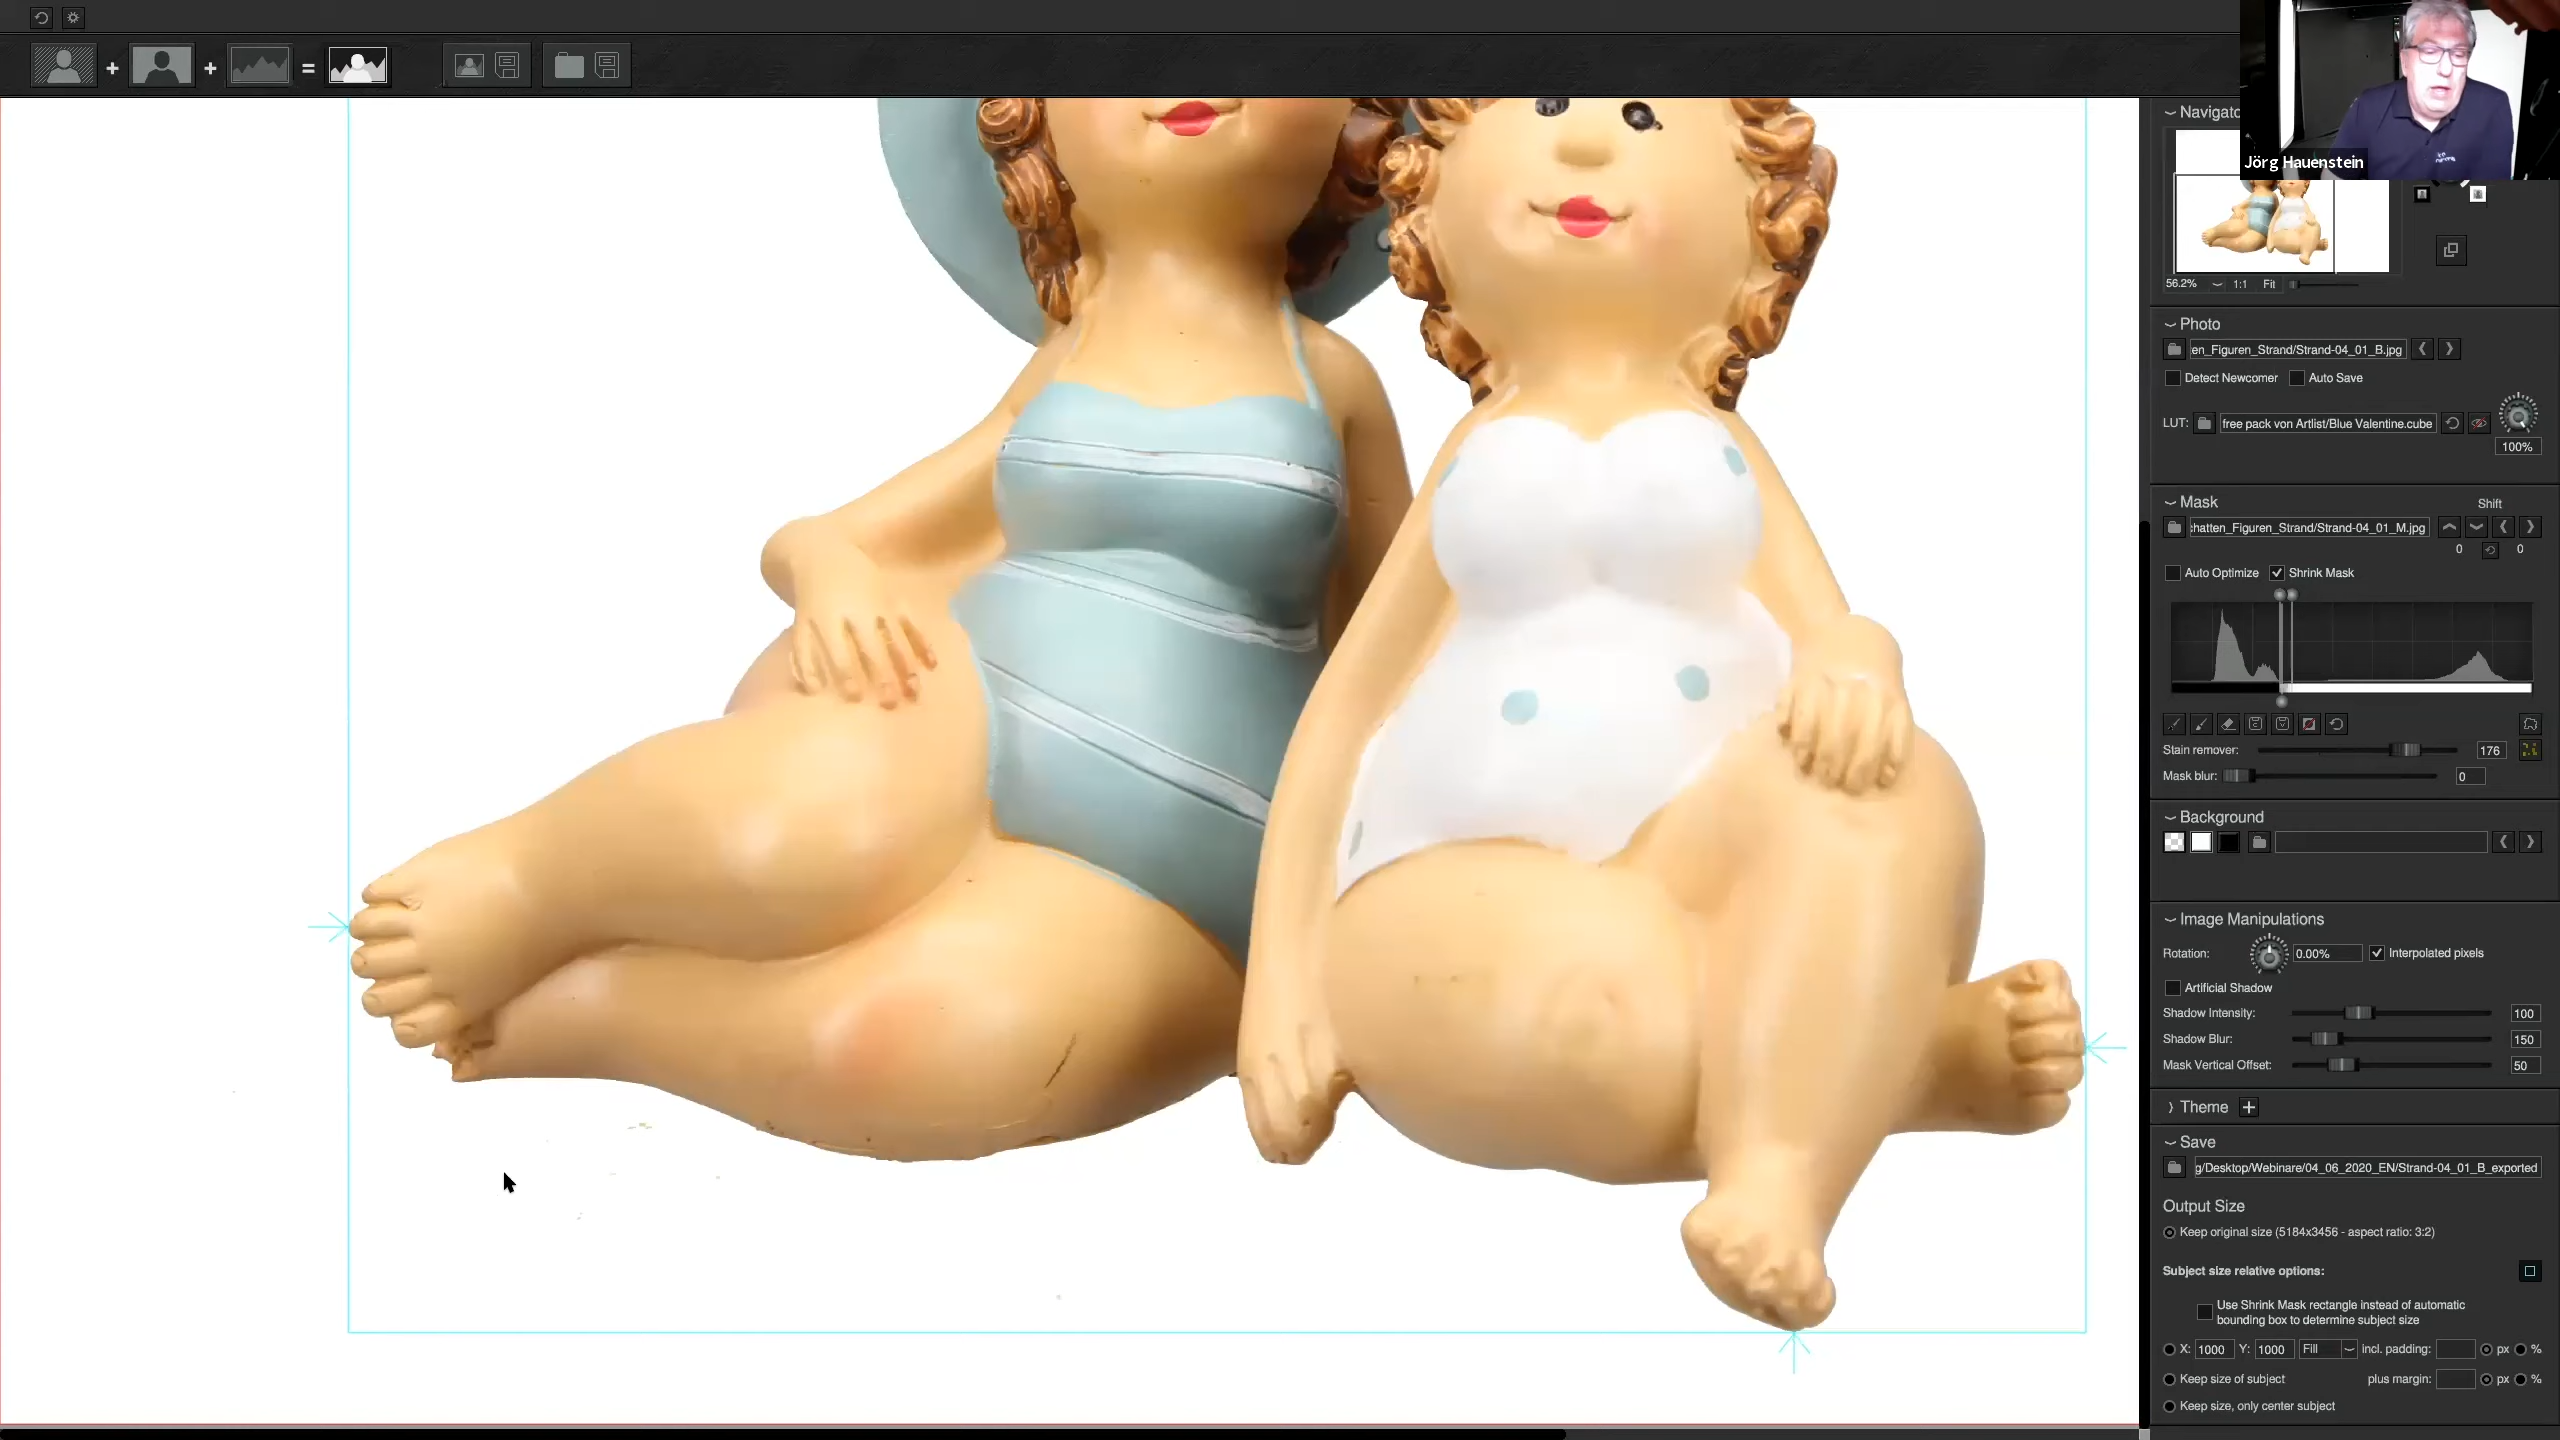 Jörg Hauenstein
56.2% 1:1 Fit
Photo
en_Figuren_Strand/Strand-04_01_B.jpg
Detect Newcomer Auto Save
LUT: free pack von Artlist/Blue Valentine.cube
100%
Mask Shift
chatten_Figuren_Strand/Strand-04_01_M.jpg
0 0
Auto Optimize Shrink Mask
Stain remover: 176
Mask blur: 0
Background
Image Manipulations
Rotation: 0.00% Interpolated pixels
Artificial Shadow
Shadow Intensity: 100
Shadow Blur: 150
Mask Vertical Offset: 50
Theme +
Save
g/Desktop/Webinare/04_06_2020_EN/Strand-04_01_B_exported
Output Size
Keep original size (5184x3456 - aspect ratio: 3:2)
Subject size relative options:
Use Shrink Mask rectangle instead of automatic
bounding box to determine subject size
X: 1000 Y: 1000 Fill incl. padding: px %
Keep size of subject plus margin: px %
Keep size, only center subject